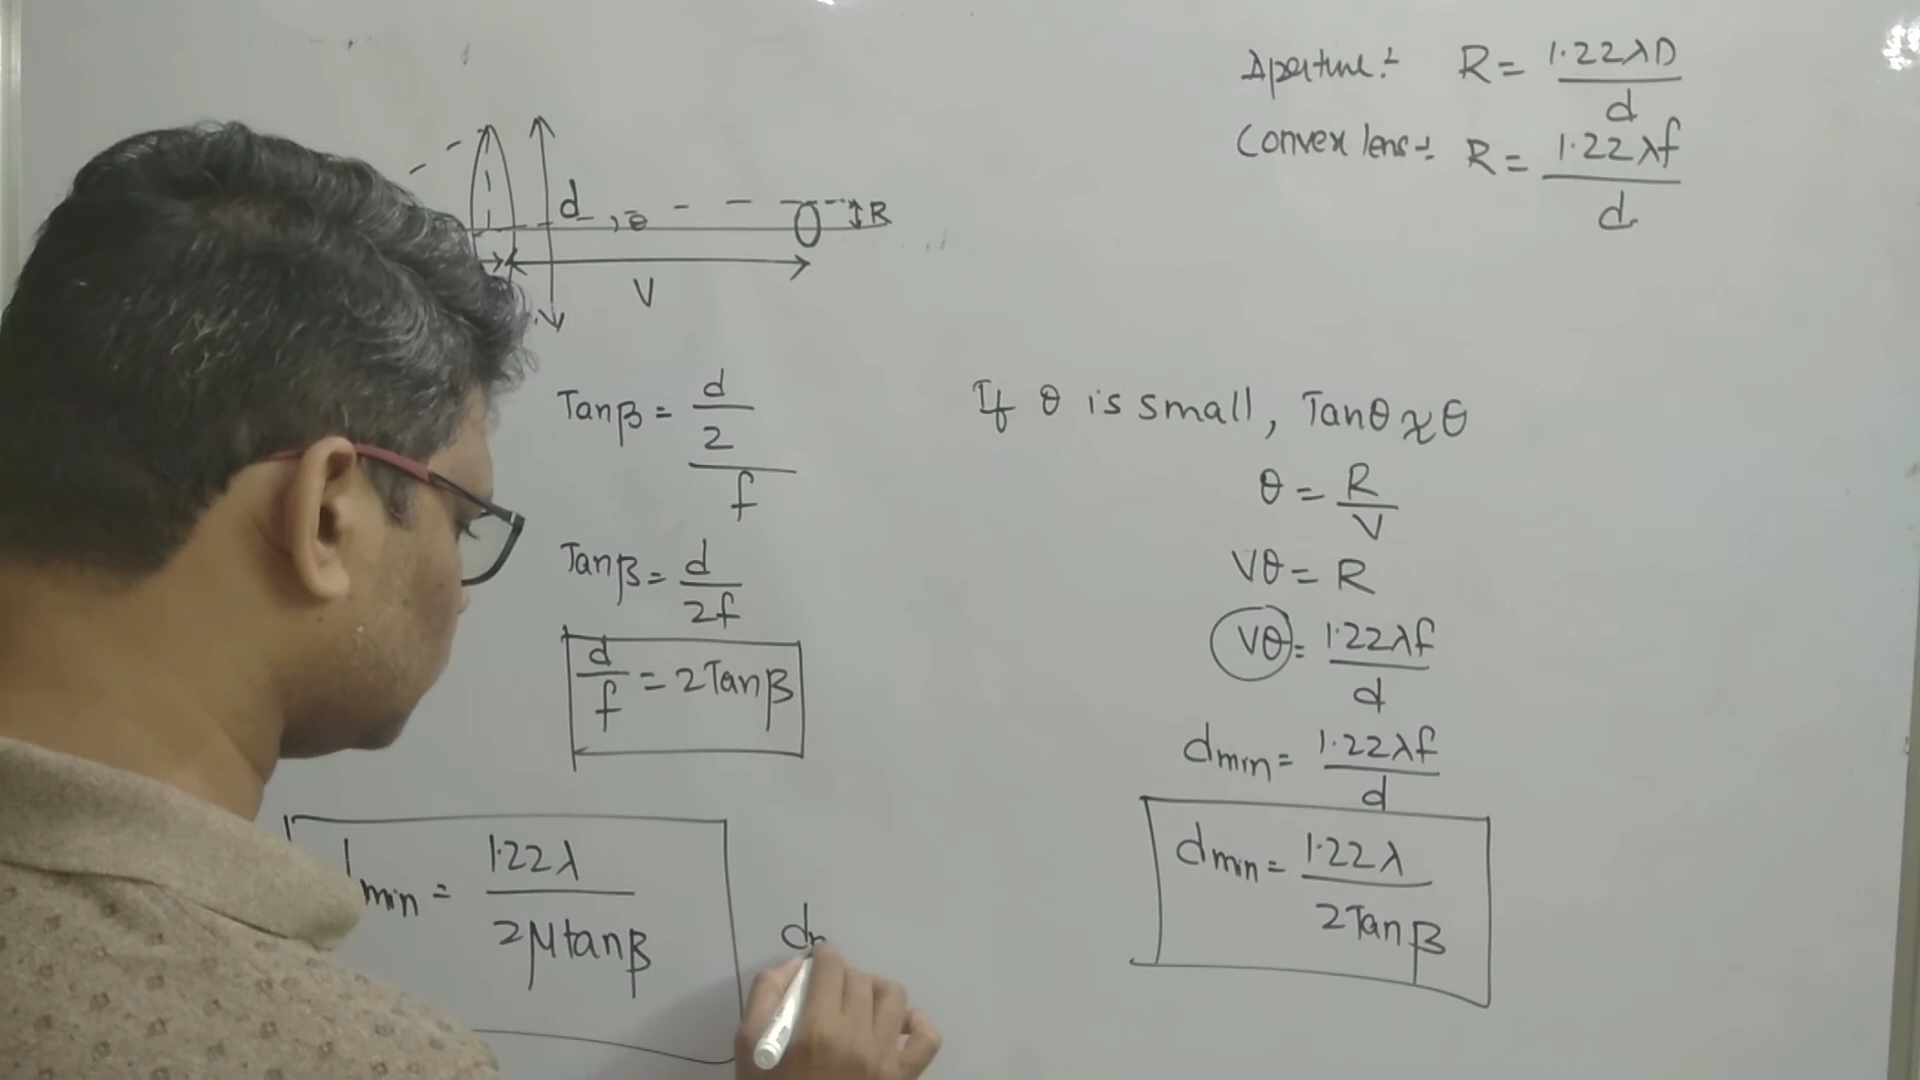 Aperture:- R = 1.22λD / d
Convex lens:- R = 1.22λf / d
d
θ
R
V
Tanβ = d/2 / f
Tanβ = d / 2f
d / f = 2Tanβ
If θ is small, Tanθ ≈ θ
θ = R / V
Vθ = R
Vθ = 1.22λf / d
dmin = 1.22λf / d
dmin = 1.22λ / 2Tanβ
min = 1.22λ / 2μtanβ